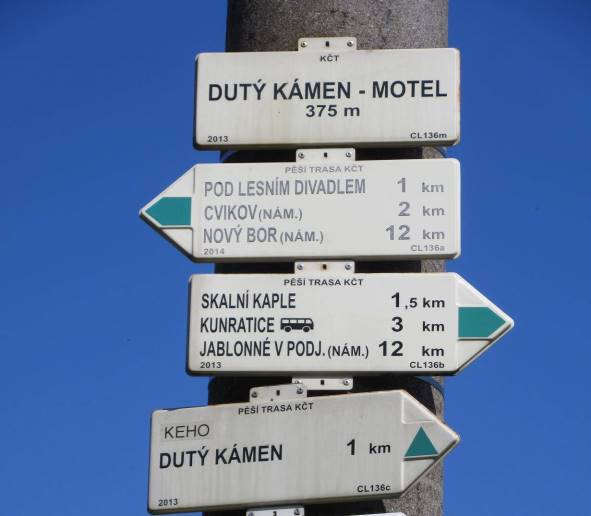 KČT
DUTÝ KÁMEN - MOTEL
375 m
2013 CL136m
PĚŠÍ TRASA KČT
POD LESNÍM DIVADLEM 1 km
CVIKOV (NÁM.) 2 km
NOVÝ BOR (NÁM.) 12 km
2014 CL136a
PĚŠÍ TRASA KČT
SKALNÍ KAPLE 1,5 km
KUNRATICE 3 km
JABLONNÉ V PODJ. (NÁM.) 12 km
2013 CL136b
PĚŠÍ TRASA KČT
KEHO
DUTÝ KÁMEN 1 km
2013 CL136c